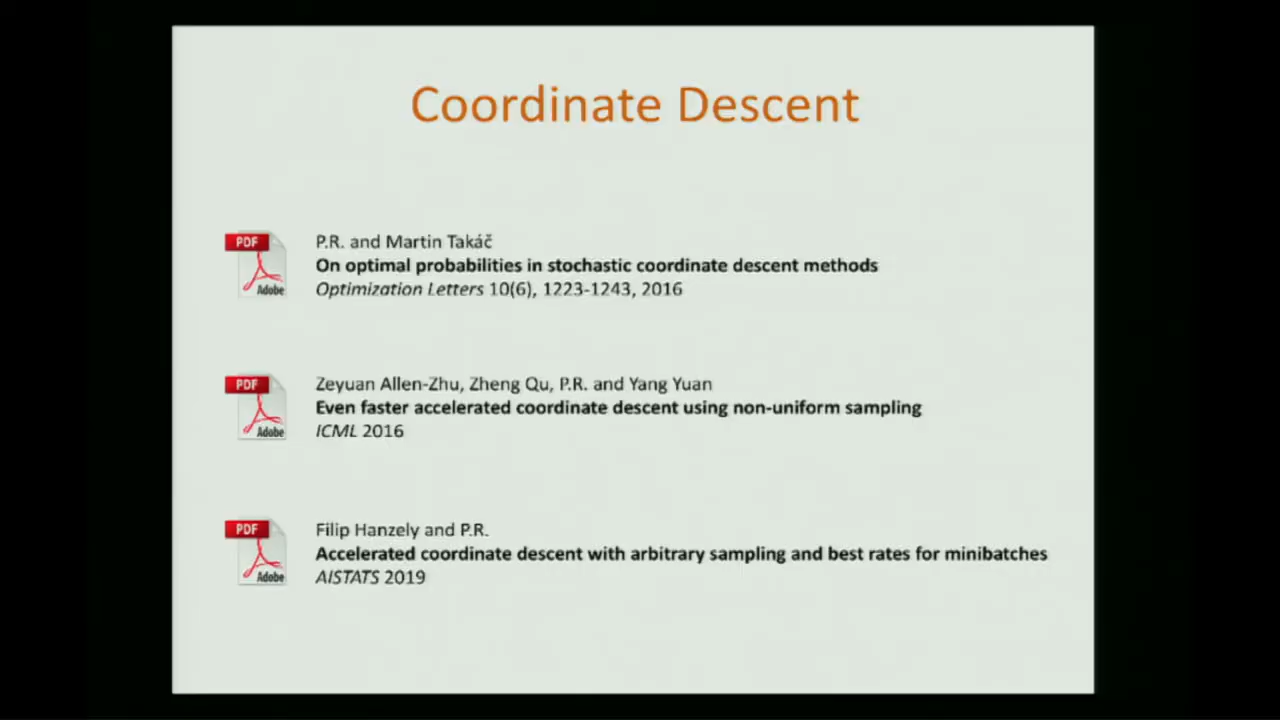 Coordinate Descent
PDF
Adobe
P.R. and Martin Takáč
On optimal probabilities in stochastic coordinate descent methods
Optimization Letters 10(6), 1223-1243, 2016
PDF
Adobe
Zeyuan Allen-Zhu, Zheng Qu, P.R. and Yang Yuan
Even faster accelerated coordinate descent using non-uniform sampling
ICML 2016
PDF
Adobe
Filip Hanzely and P.R.
Accelerated coordinate descent with arbitrary sampling and best rates for minibatches
AISTATS 2019